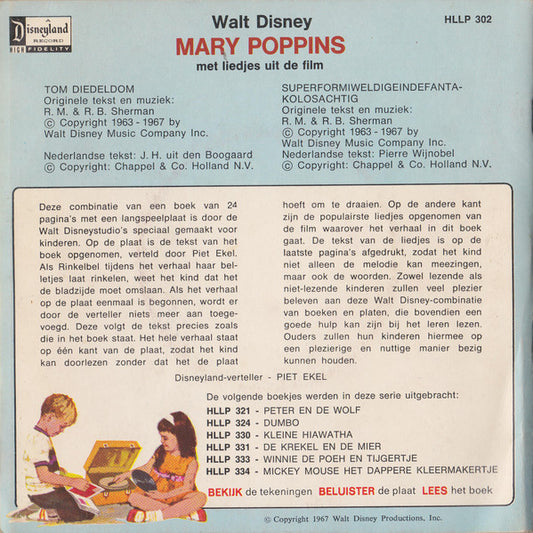 Disneyland
RECORD
HIGH FIDELITY
Walt Disney
HLLP 302
MARY POPPINS
met liedjes uit de film
TOM DIEDELDOM
Originele tekst en muziek:
R. M. & R. B. Sherman
© Copyright 1963 - 1967 by
Walt Disney Music Company Inc.
Nederlandse tekst: J. H. uit den Boogaard
© Copyright: Chappel & Co. Holland N.V.
SUPERFORMIWELDIGEINDEFANTA-
KOLOSACHTIG
Originele tekst en muziek:
R. M. & R. B. Sherman
© Copyright 1963 - 1967 by
Walt Disney Music Company Inc.
Nederlandse tekst: Pierre Wijnobel
© Copyright: Chappel & Co. Holland N.V.
Deze combinatie van een boek van 24
pagina's met een langspeelplaat is door de
Walt Disneystudio's speciaal gemaakt voor
kinderen. Op de plaat is de tekst van het
boek opgenomen, verteld door Piet Ekel.
Als Rinkelbel tijdens het verhaal haar bel-
letjes laat rinkelen, weet het kind dat het
de bladzijde moet omslaan. Als het verhaal
op de plaat eenmaal is begonnen, wordt er
door de verteller niets meer aan toege-
voegd. Deze volgt de tekst precies zoals
die in het boek staat. Het hele verhaal staat
op één kant van de plaat, zodat het kind
kan doorlezen zonder dat het de plaat
hoeft om te draaien. Op de andere kant
zijn de populairste liedjes opgenomen van
de film waarover het verhaal in dit boek
gaat. De tekst van de liedjes is op de
laatste pagina's afgedrukt, zodat het kind
niet alleen de melodie kan meezingen,
maar ook de woorden. Zowel lezende als
niet-lezende kinderen zullen veel plezier
beleven aan deze Walt Disney-combinatie
van boeken en platen, die bovendien een
goede hulp kan zijn bij het leren lezen.
Ouders zullen hun kinderen hiermee op
een plezierige en nuttige manier bezig
kunnen houden.
Disneyland-verteller - PIET EKEL
De volgende boekjes werden in deze serie uitgebracht:
HLLP 321 - PETER EN DE WOLF
HLLP 324 - DUMBO
HLLP 330 - KLEINE HIAWATHA
HLLP 331 - DE KREKEL EN DE MIER
HLLP 333 - WINNIE DE POEH EN TIJGERTJE
HLLP 334 - MICKEY MOUSE HET DAPPERE KLEERMAKERTJE
BEKIJK de tekeningen BELUISTER de plaat LEES het boek
© Copyright 1967 Walt Disney Productions, Inc.